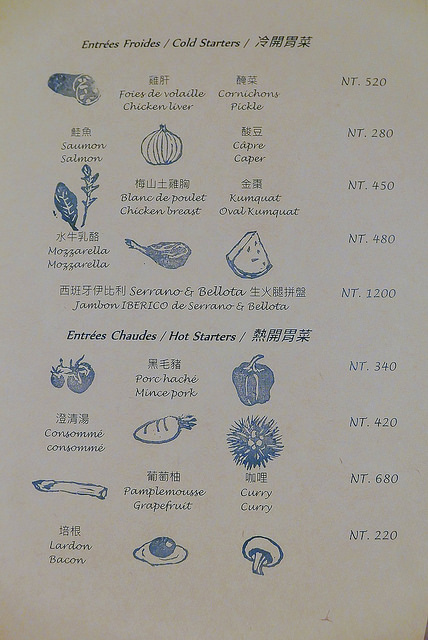 Entrées Froides / Cold Starters / 冷開胃菜
雞肝 醃菜 NT. 520
Foies de volaille Cornichons
Chicken liver Pickle
鮭魚 酸豆 NT. 280
Saumon Câpre
Salmon Caper
梅山土雞胸 金棗 NT. 450
Blanc de poulet Kumquat
Chicken breast Oval Kumquat
水牛乳酪 NT. 480
Mozzarella
Mozzarella
西班牙伊比利 Serrano & Bellota 生火腿拼盤 NT. 1200
Jambon IBERICO de Serrano & Bellota
Entrées Chaudes / Hot Starters / 熱開胃菜
黑毛豬 NT. 340
Porc haché
Mince pork
澄清湯 NT. 420
Consommé
consommé
葡萄柚 咖哩 NT. 680
Pamplemousse Curry
Grapefruit Curry
培根 NT. 220
Lardon
Bacon